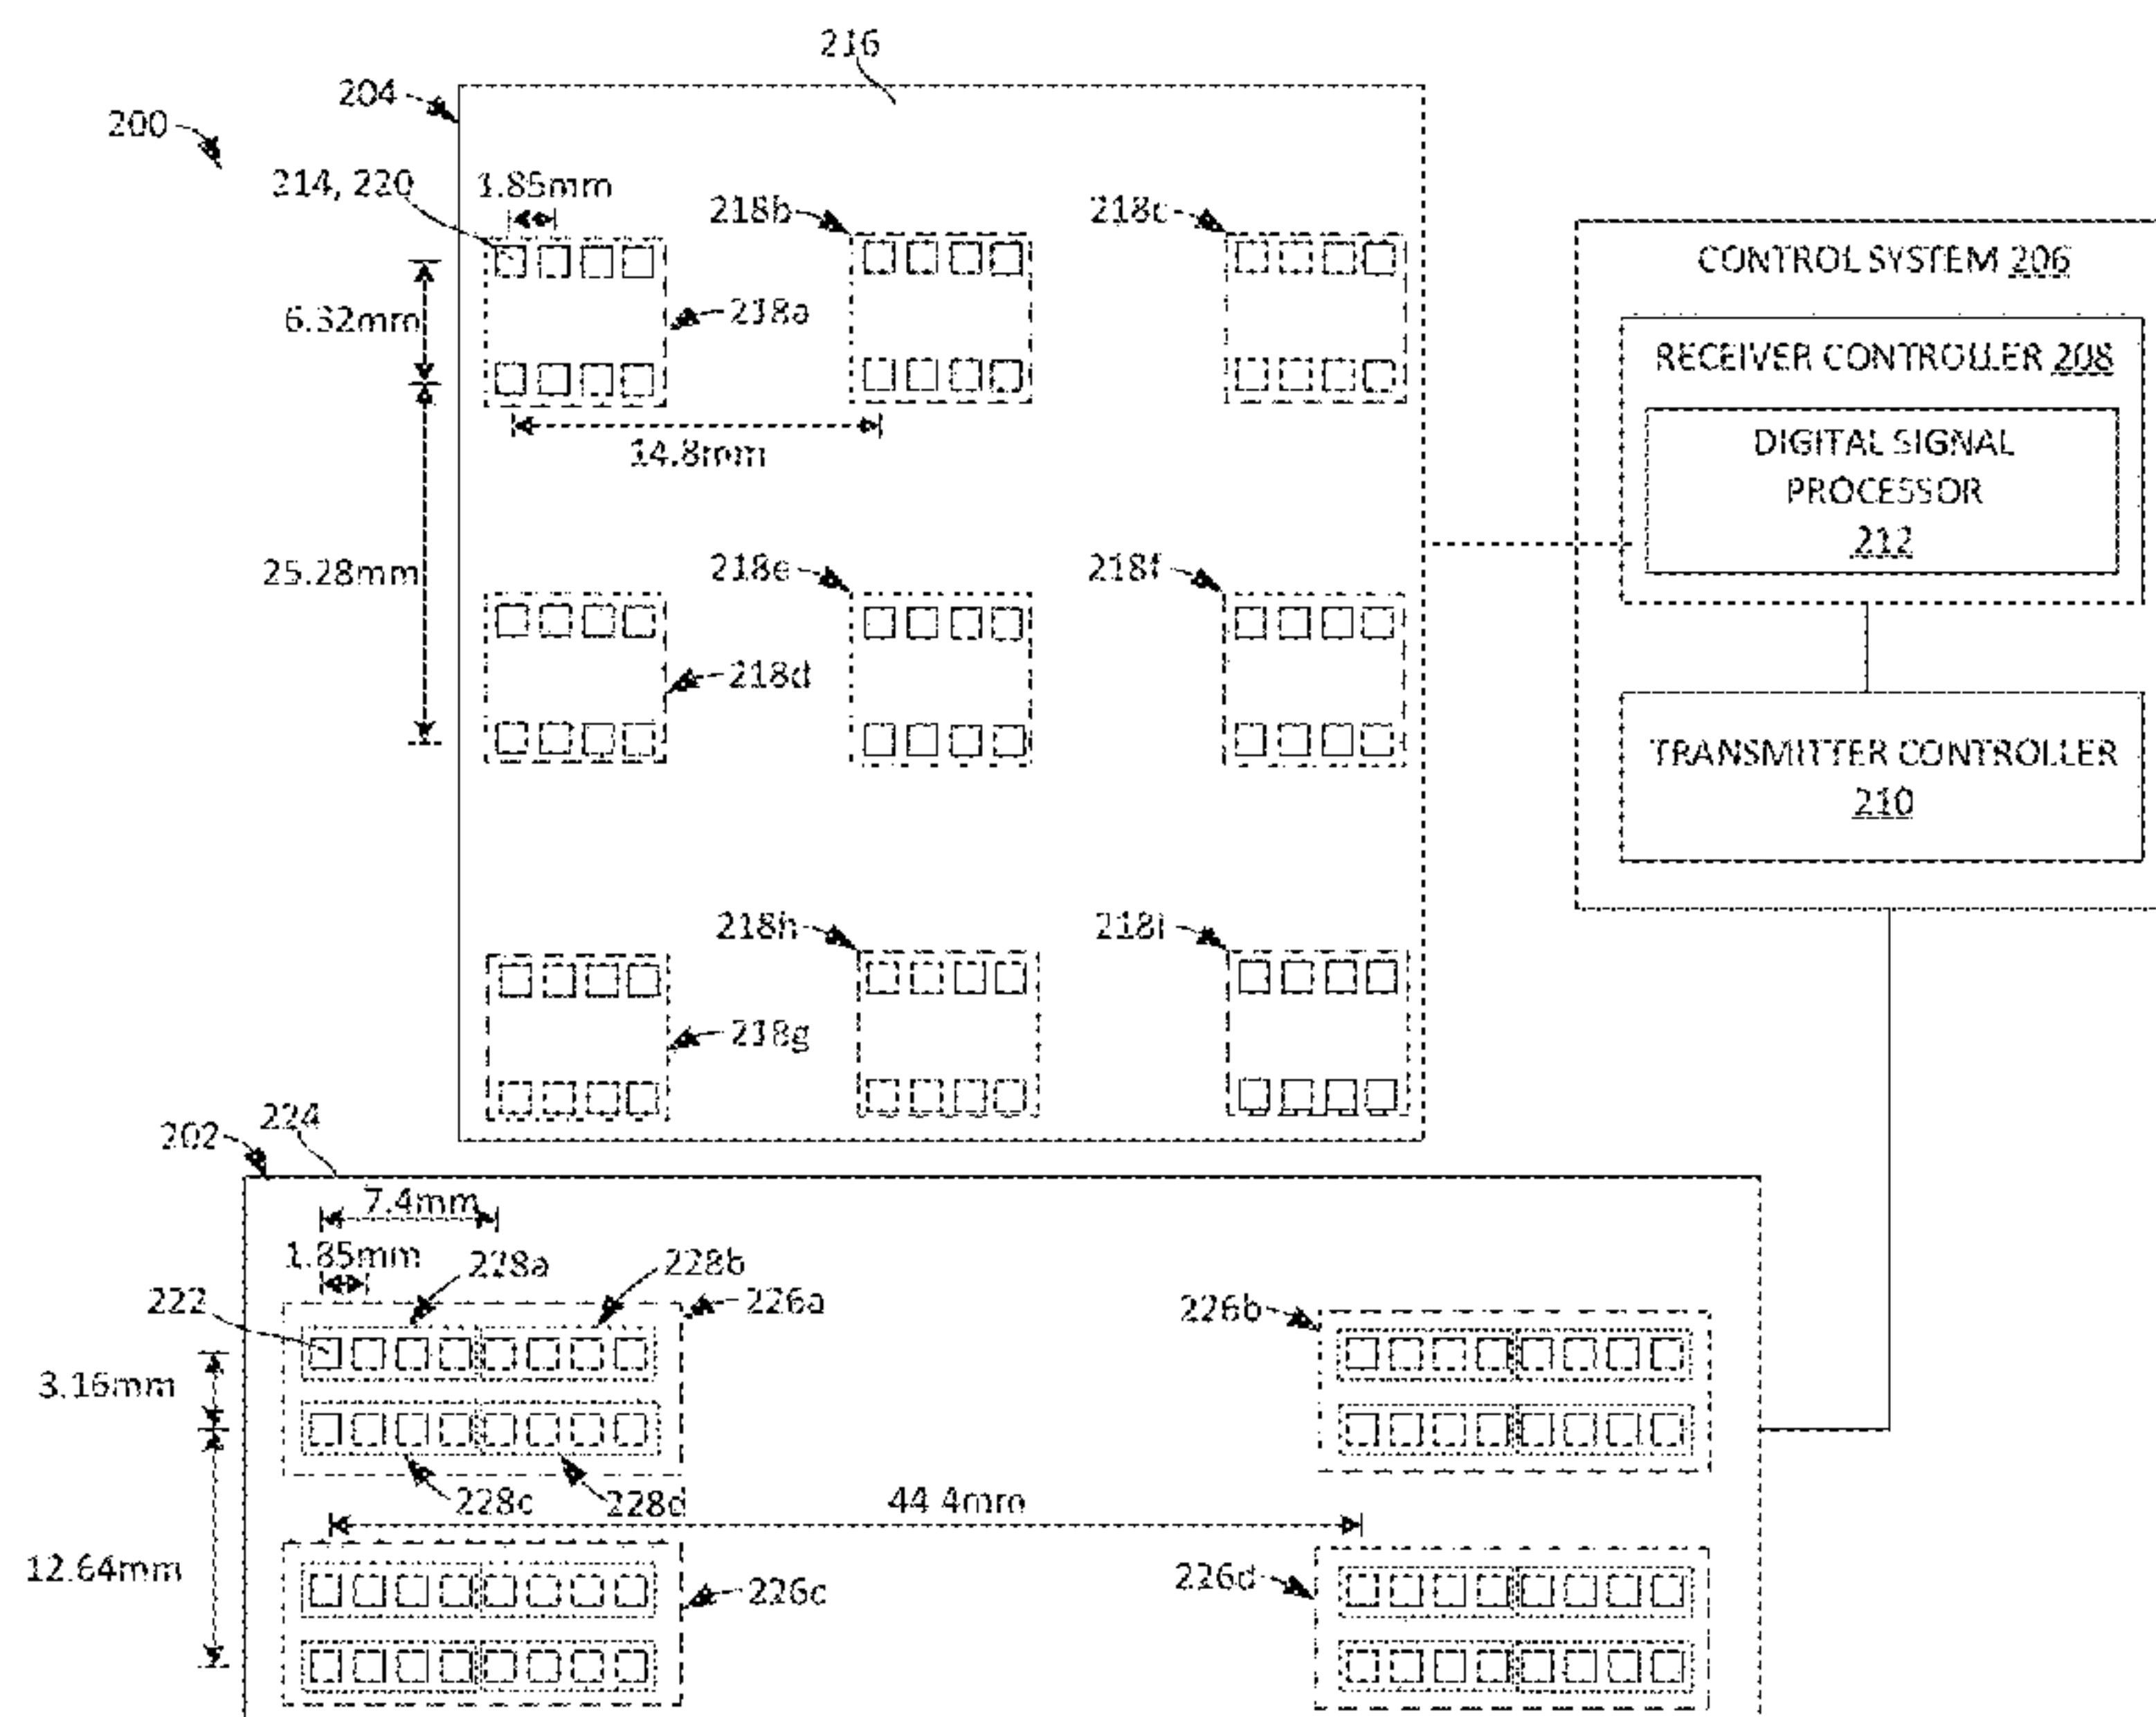 216
204
200
214, 220
1.85mm
218b
218c
CONTROL SYSTEM 206
6.32mm
218a
RECEIVER CONTROLLER 208
14.8mm
DIGITAL SIGNAL
PROCESSOR
212
25.28mm
218e
218f
218d
TRANSMITTER CONTROLLER
210
218h
218i
218g
202
224
7.4mm
1.85mm
228a
228b
222
226a
226b
3.16mm
228c
228d
44.4mm
12.64mm
226c
226d